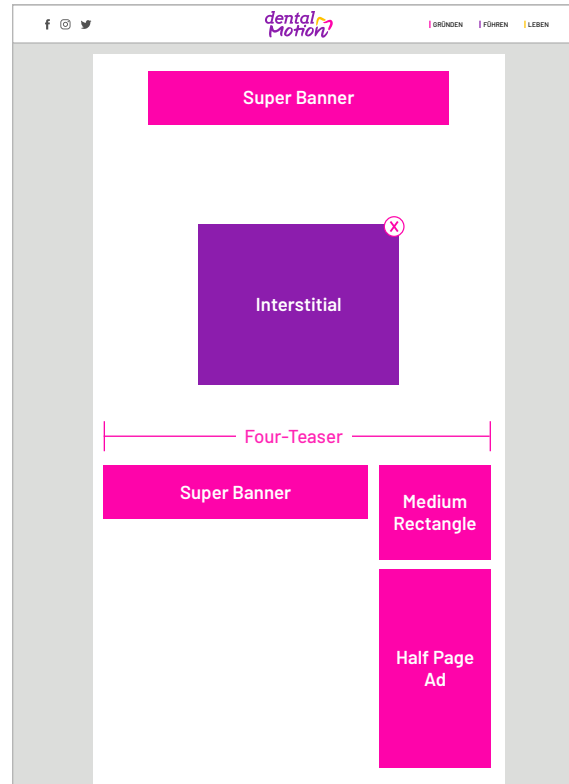 dental
Motion
GRÜNDEN
FÜHREN
LEBEN
Super Banner
X
Interstitial
Four-Teaser
Super Banner
Medium
Rectangle
Half Page
Ad